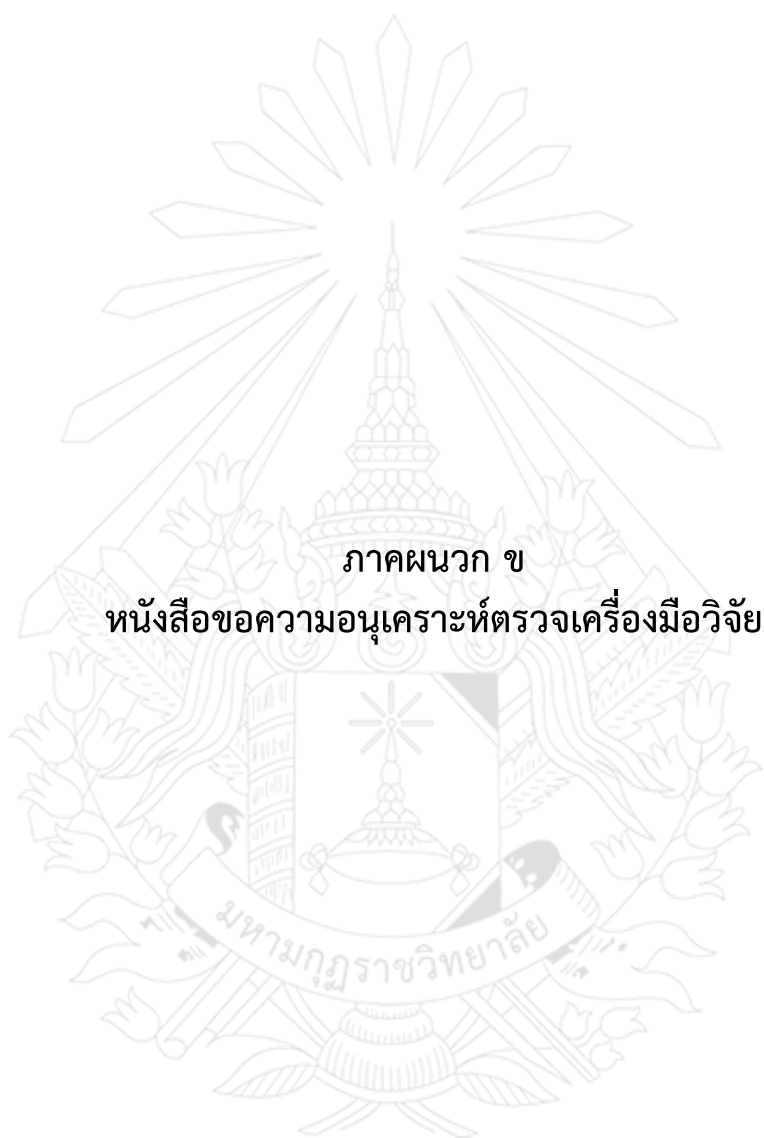 ภาคผนวก ข
หนังสือขอความอนุเคราะห์ตรวจเครื่องมือวิจัย
มหามกุฏราชวิทยาลัย